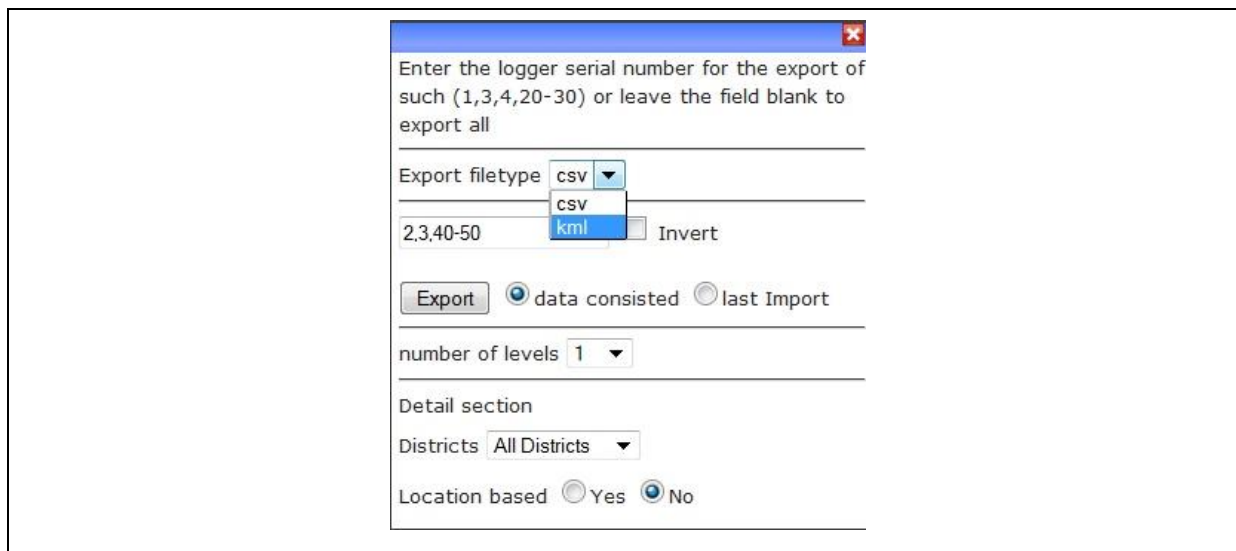 Enter the logger serial number for the export of
such (1,3,4,20-30) or leave the field blank to
export all
Export filetype csv
csv
kml
2,3,40-50 Invert
Export data consisted last Import
number of levels 1
Detail section
Districts All Districts
Location based Yes No